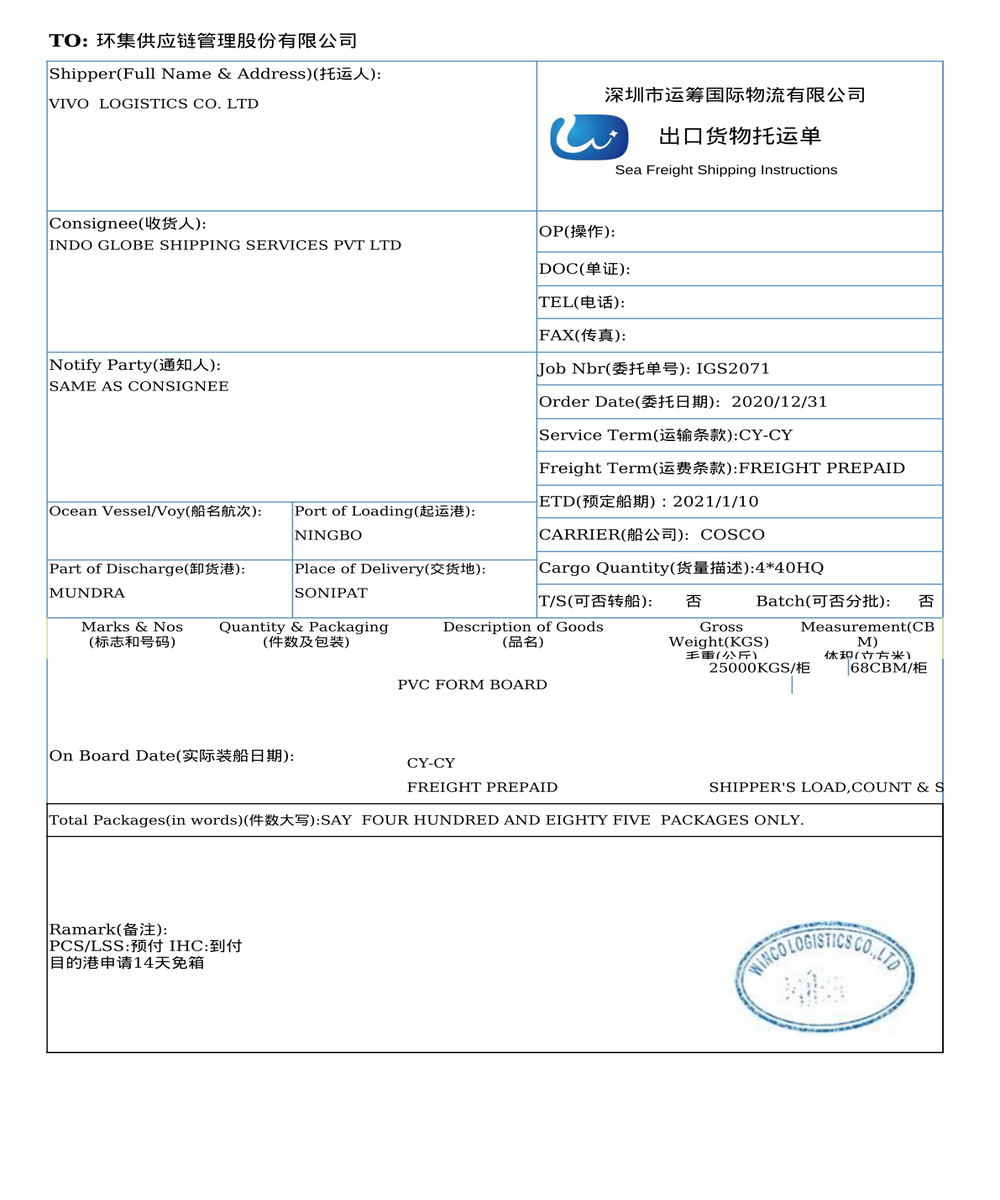 TO: 环集供应链管理股份有限公司
Shipper(Full Name & Address)(托运人):
VIVO LOGISTICS CO. LTD
深圳市运筹国际物流有限公司
出口货物托运单
Sea Freight Shipping Instructions
Consignee(收货人):
INDO GLOBE SHIPPING SERVICES PVT LTD
OP(操作):
DOC(单证):
TEL(电话):
FAX(传真):
Notify Party(通知人):
SAME AS CONSIGNEE
Job Nbr(委托单号): IGS2071
Order Date(委托日期): 2020/12/31
Service Term(运输条款):CY-CY
Freight Term(运费条款):FREIGHT PREPAID
ETD(预定船期) : 2021/1/10
CARRIER(船公司): COSCO
Cargo Quantity(货量描述):4*40HQ
T/S(可否转船): 否 Batch(可否分批): 否
Ocean Vessel/Voy(船名航次):
Port of Loading(起运港):
NINGBO
Part of Discharge(卸货港):
MUNDRA
Place of Delivery(交货地):
SONIPAT
Marks & Nos
(标志和号码)
Quantity & Packaging
(件数及包装)
Description of Goods
(品名)
Gross
Weight(KGS)
毛重(公斤)
Measurement(CB
M)
体积(立方米)
25000KGS/柜
68CBM/柜
PVC FORM BOARD
On Board Date(实际装船日期):
CY-CY
FREIGHT PREPAID
SHIPPER'S LOAD,COUNT & S
Total Packages(in words)(件数大写):SAY FOUR HUNDRED AND EIGHTY FIVE PACKAGES ONLY.
Ramark(备注):
PCS/LSS:预付 IHC:到付
目的港申请14天免箱
WINCO LOGISTICS CO.,LTD